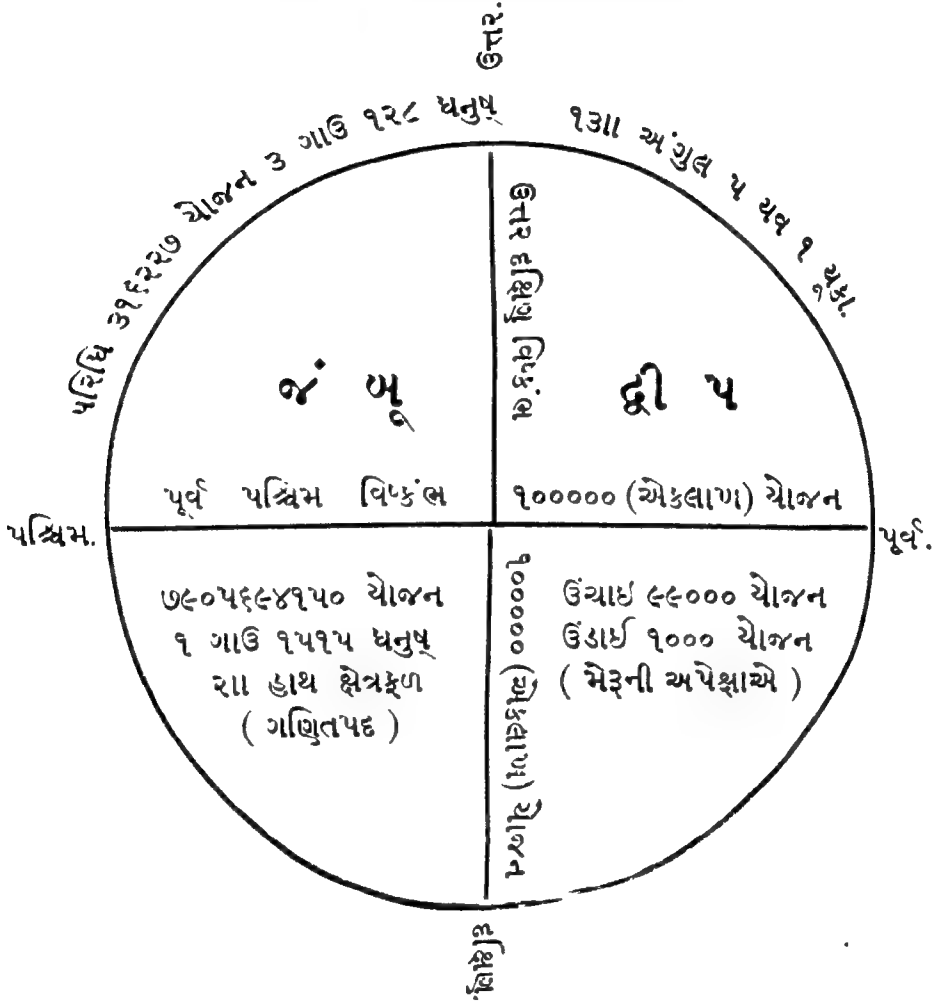 ઉત્તર.
પરિધિ ૩૧૬૨૨૭ યોજન ૩ ગાઉ ૧૨૮ ધનુષ્ ૧૩ાા અંગુલ ૫ યવ ૧ યૂકા.
ઉત્તર દક્ષિણ વિષ્કંભ
જંબૂ દ્વીપ
પૂર્વ પશ્ચિમ વિષ્કંભ ૧૦૦૦૦૦ (એકલાખ) યોજન
પશ્ચિમ.
પૂર્વ.
૭૯૦૫૬૯૪૧૫૦ યોજન
૧ ગાઉ ૧૫૧૫ ધનુષ્
રાા હાથ ક્ષેત્રફળ
( ગણિતપદ )
૧૦૦૦૦૦ (એકલાખ) યોજન
ઉંચાઇ ૯૯૦૦૦ યોજન
ઉંડાઈ ૧૦૦૦ યોજન
( મેરૂની અપેક્ષાએ )
દક્ષિણ.